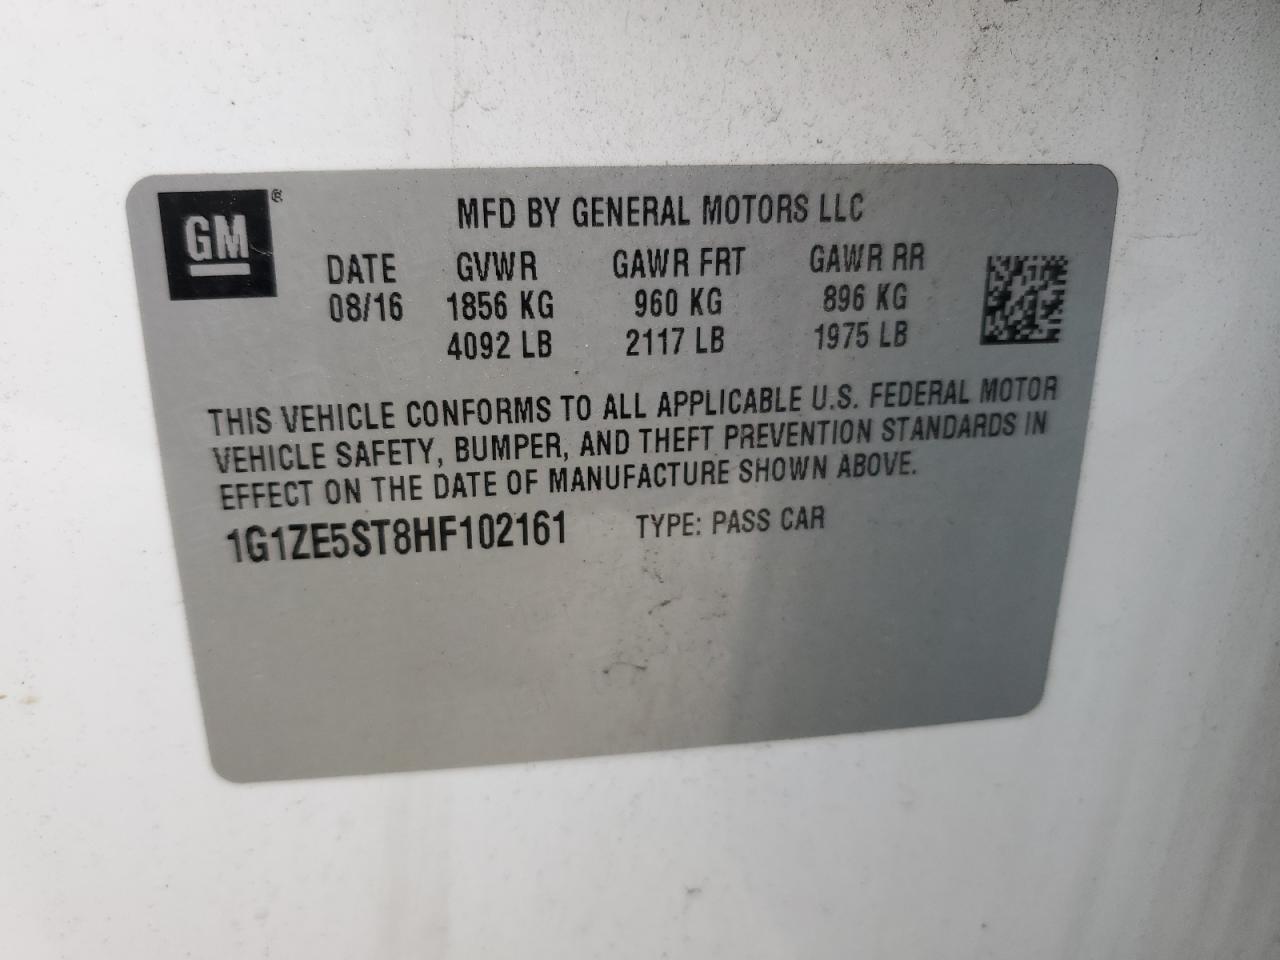 GM ®
MFD BY GENERAL MOTORS LLC
DATE GVWR GAWR FRT GAWR RR
08/16 1856 KG 960 KG 896 KG
4092 LB 2117 LB 1975 LB
THIS VEHICLE CONFORMS TO ALL APPLICABLE U.S. FEDERAL MOTOR
VEHICLE SAFETY, BUMPER, AND THEFT PREVENTION STANDARDS IN
EFFECT ON THE DATE OF MANUFACTURE SHOWN ABOVE.
1G1ZE5ST8HF102161 TYPE: PASS CAR